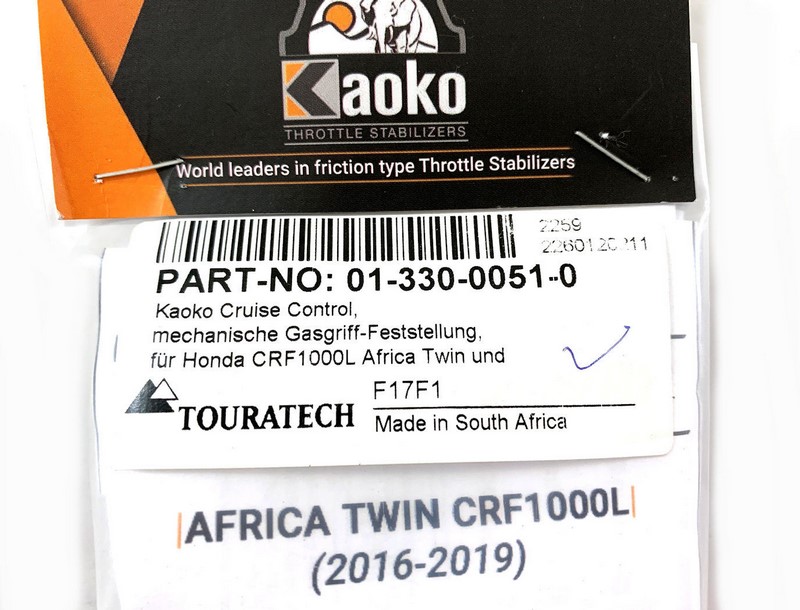 Kaoko
THROTTLE STABILIZERS
World leaders in friction type Throttle Stabilizers
2259
PART-NO: 01-330-0051-0
Kaoko Cruise Control,
mechanische Gasgriff-Feststellung,
für Honda CRF1000L Africa Twin und
F17F1
TOURATECH
Made in South Africa
AFRICA TWIN CRF1000L
(2016-2019)